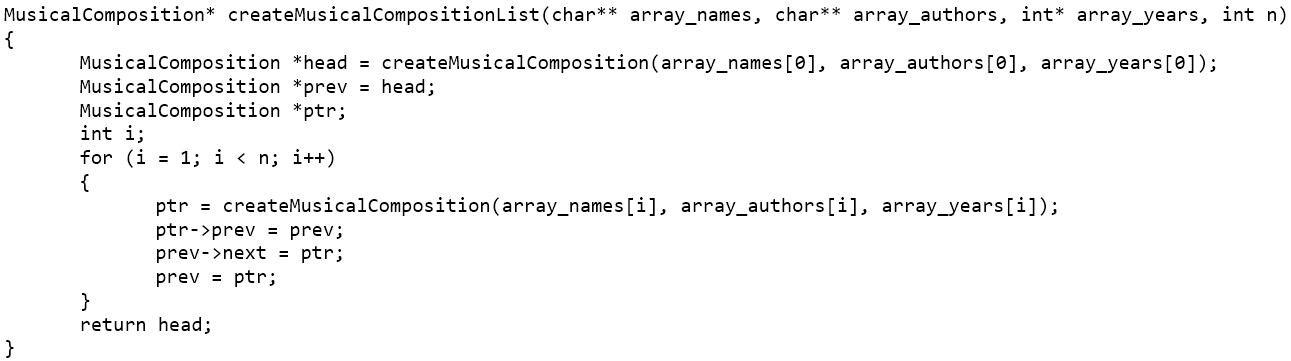 MusicalComposition* createMusicalCompositionList(char** array_names, char** array_authors, int* array_years, int n)
{
MusicalComposition *head = createMusicalComposition(array_names[0], array_authors[0], array_years[0]);
MusicalComposition *prev = head;
MusicalComposition *ptr;
int i;
for (i = 1; i < n; i++)
{
ptr = createMusicalComposition(array_names[i], array_authors[i], array_years[i]);
ptr->prev = prev;
prev->next = ptr;
prev = ptr;
}
return head;
}